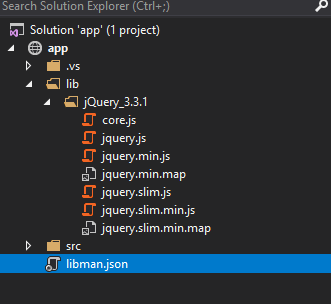 Search Solution Explorer (Ctrl+;)
Solution 'app' (1 project)
app
.vs
lib
jQuery_3.3.1
core.js
jquery.js
jquery.min.js
jquery.min.map
jquery.slim.js
jquery.slim.min.js
jquery.slim.min.map
src
libman.json